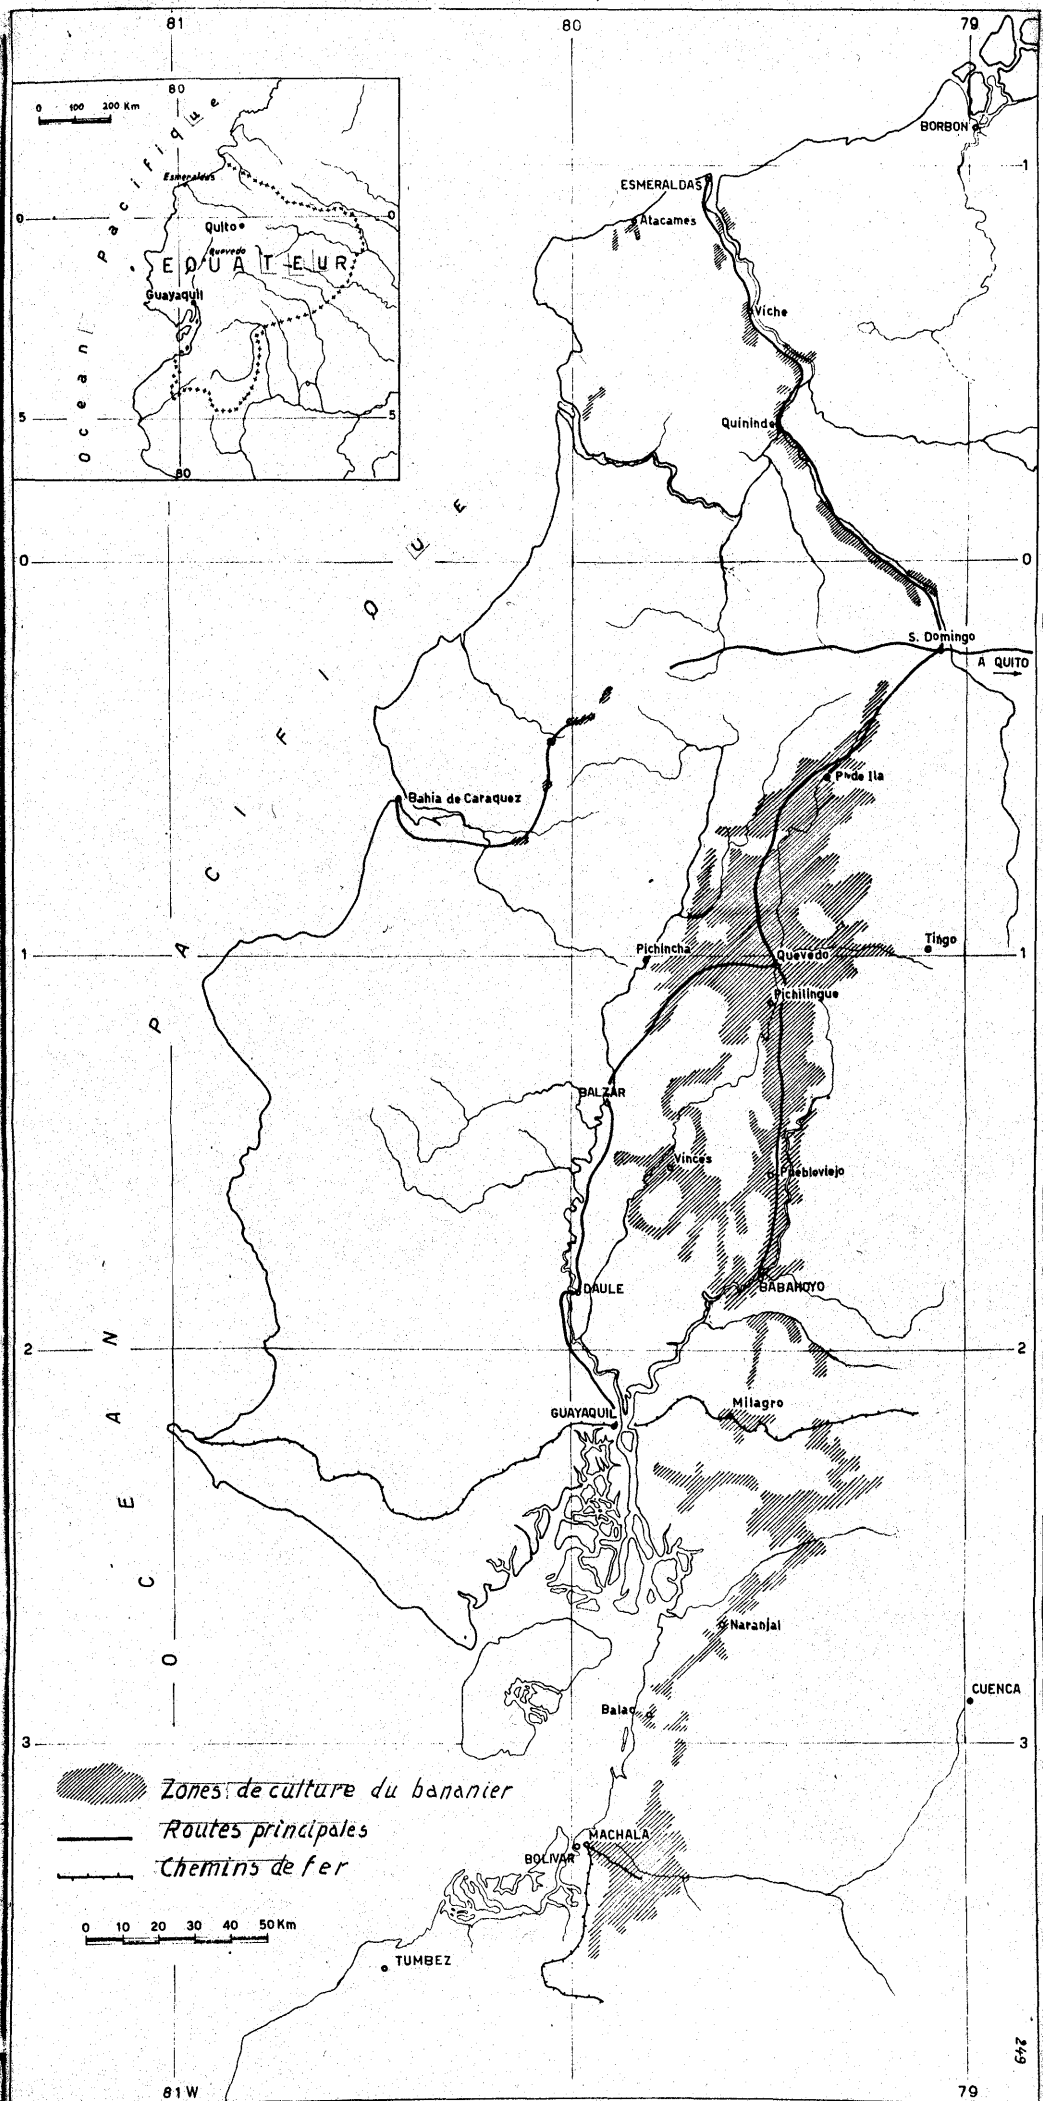 81
80
79
80
0 100 200 Km
Océan Pacifique
Esmeraldas
0
0
Quito
Quevedo
EQUATEUR
Guayaquil
5
5
80
BORBON
1
ESMERALDAS
Atacames
Viche
Quininde
0
0
S. Domingo
A QUITO
Pto de Ila
Bahia de Caraquez
Tingo
1
1
Pichincha
Quevedo
Pichilingue
BALZAR
Vinces
Puebloviejo
DAULE
BABAHOYO
2
2
Milagro
GUAYAQUIL
OCEAN PACIFIQUE
Naranjal
CUENCA
Balao
3
3
Zones de culture du bananier
Routes principales
Chemins de fer
MACHALA
BOLIVAR
0 10 20 30 40 50 Km
TUMBEZ
249
81 W
79